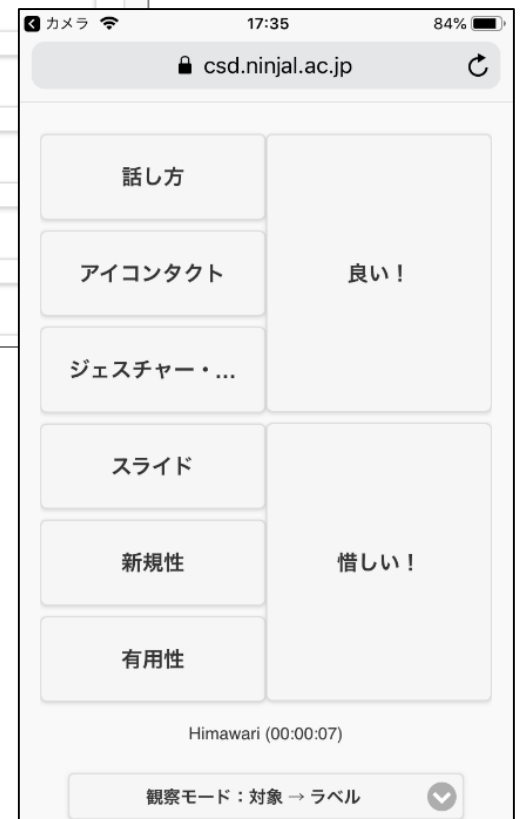 カメラ 17:35 84%
csd.ninjal.ac.jp
話し方
アイコンタクト
良い！
ジェスチャー・...
スライド
新規性
惜しい！
有用性
Himawari (00:00:07)
観察モード：対象 → ラベル